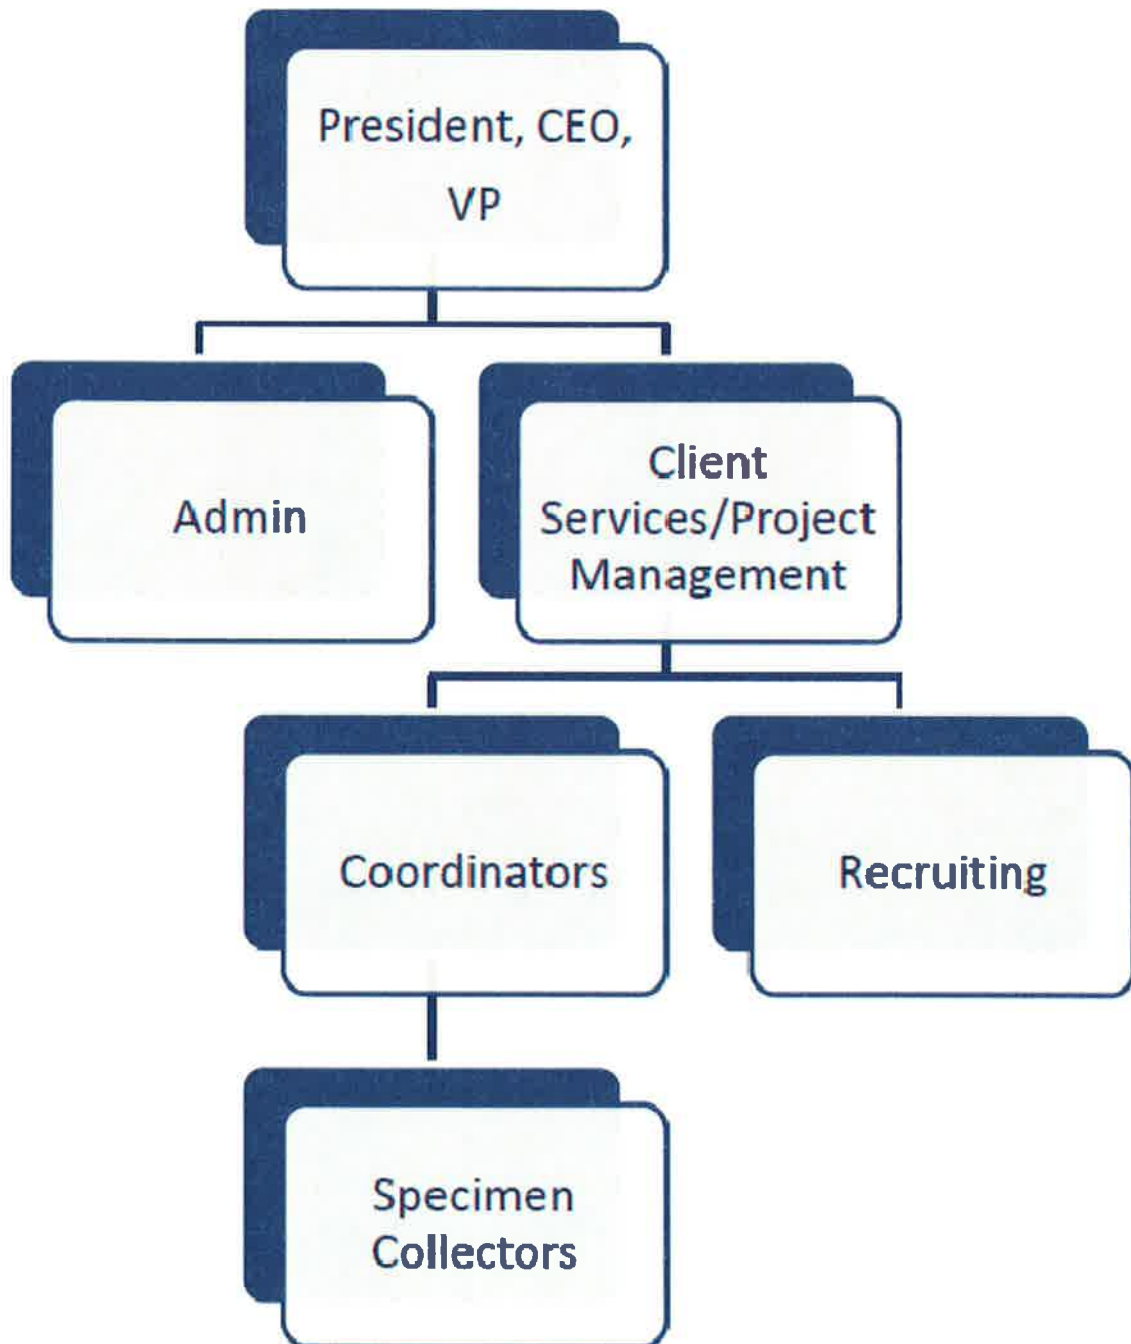 President, CEO,
VP
Admin
Client
Services/Project
Management
Coordinators
Recruiting
Specimen
Collectors